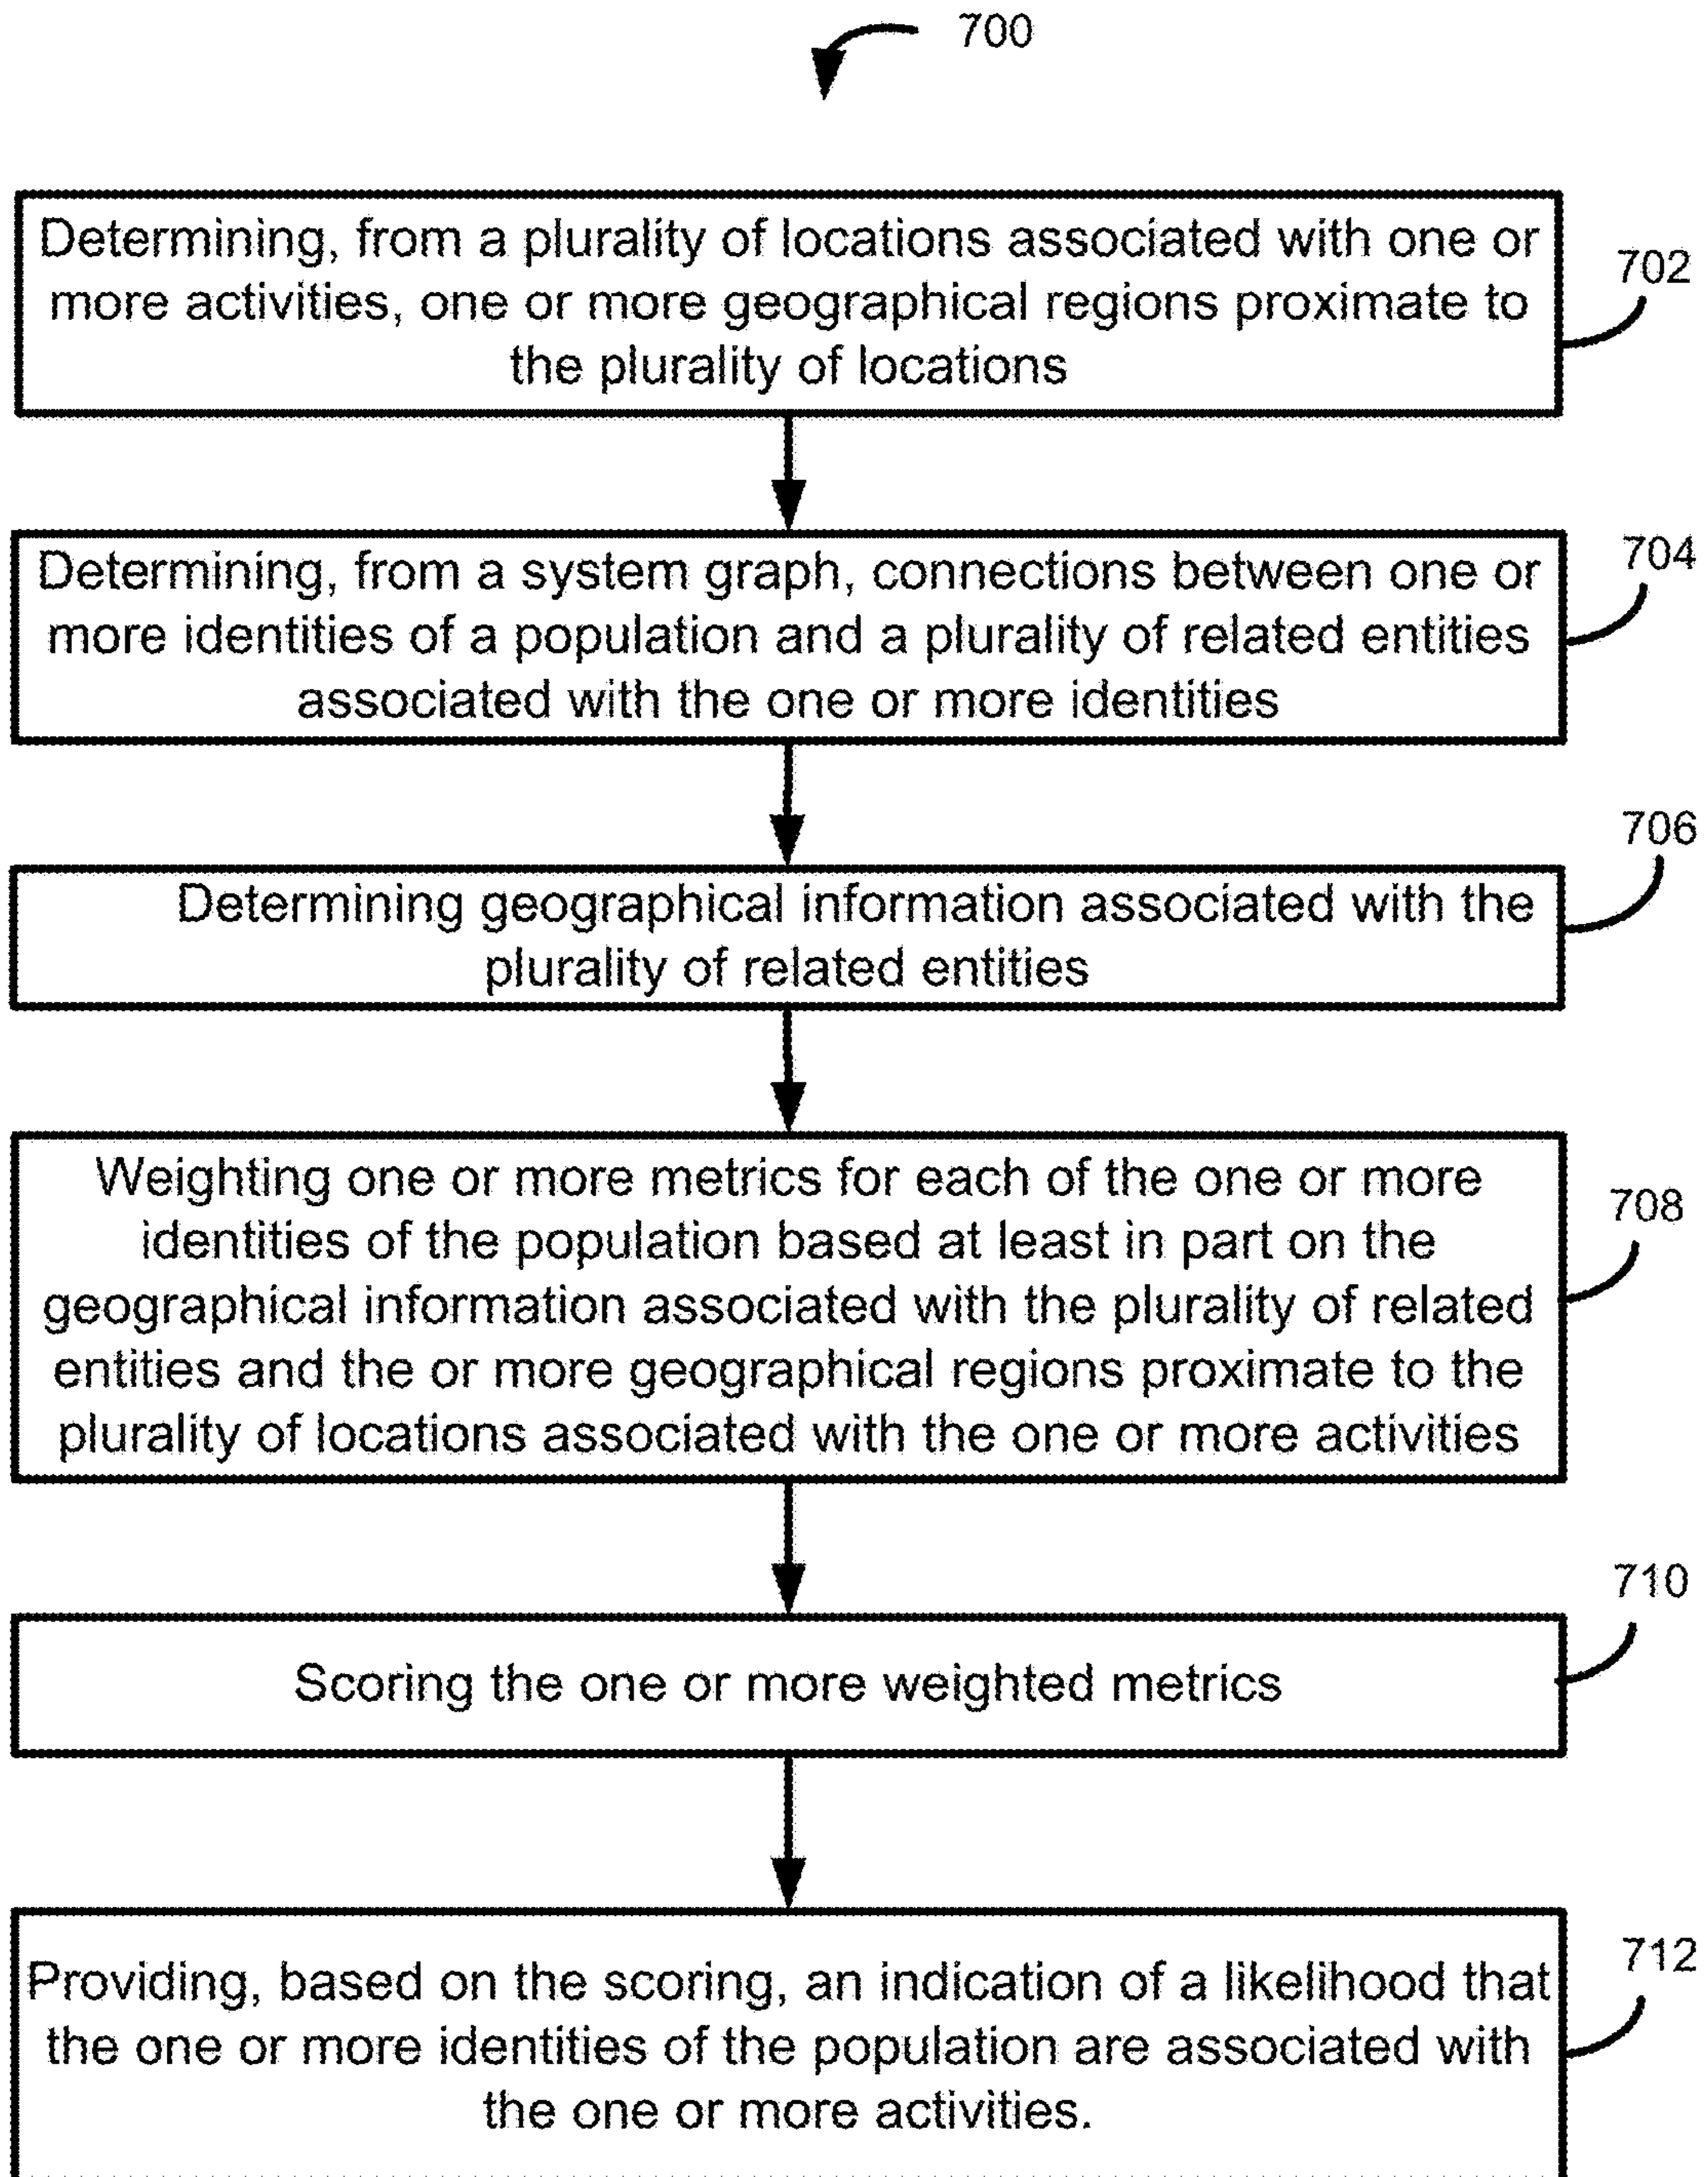 700
Determining, from a plurality of locations associated with one or
more activities, one or more geographical regions proximate to
the plurality of locations
702
Determining, from a system graph, connections between one or
more identities of a population and a plurality of related entities
associated with the one or more identities
704
Determining geographical information associated with the
plurality of related entities
706
Weighting one or more metrics for each of the one or more
identities of the population based at least in part on the
geographical information associated with the plurality of related
entities and the or more geographical regions proximate to the
plurality of locations associated with the one or more activities
708
Scoring the one or more weighted metrics
710
Providing, based on the scoring, an indication of a likelihood that
the one or more identities of the population are associated with
the one or more activities.
712